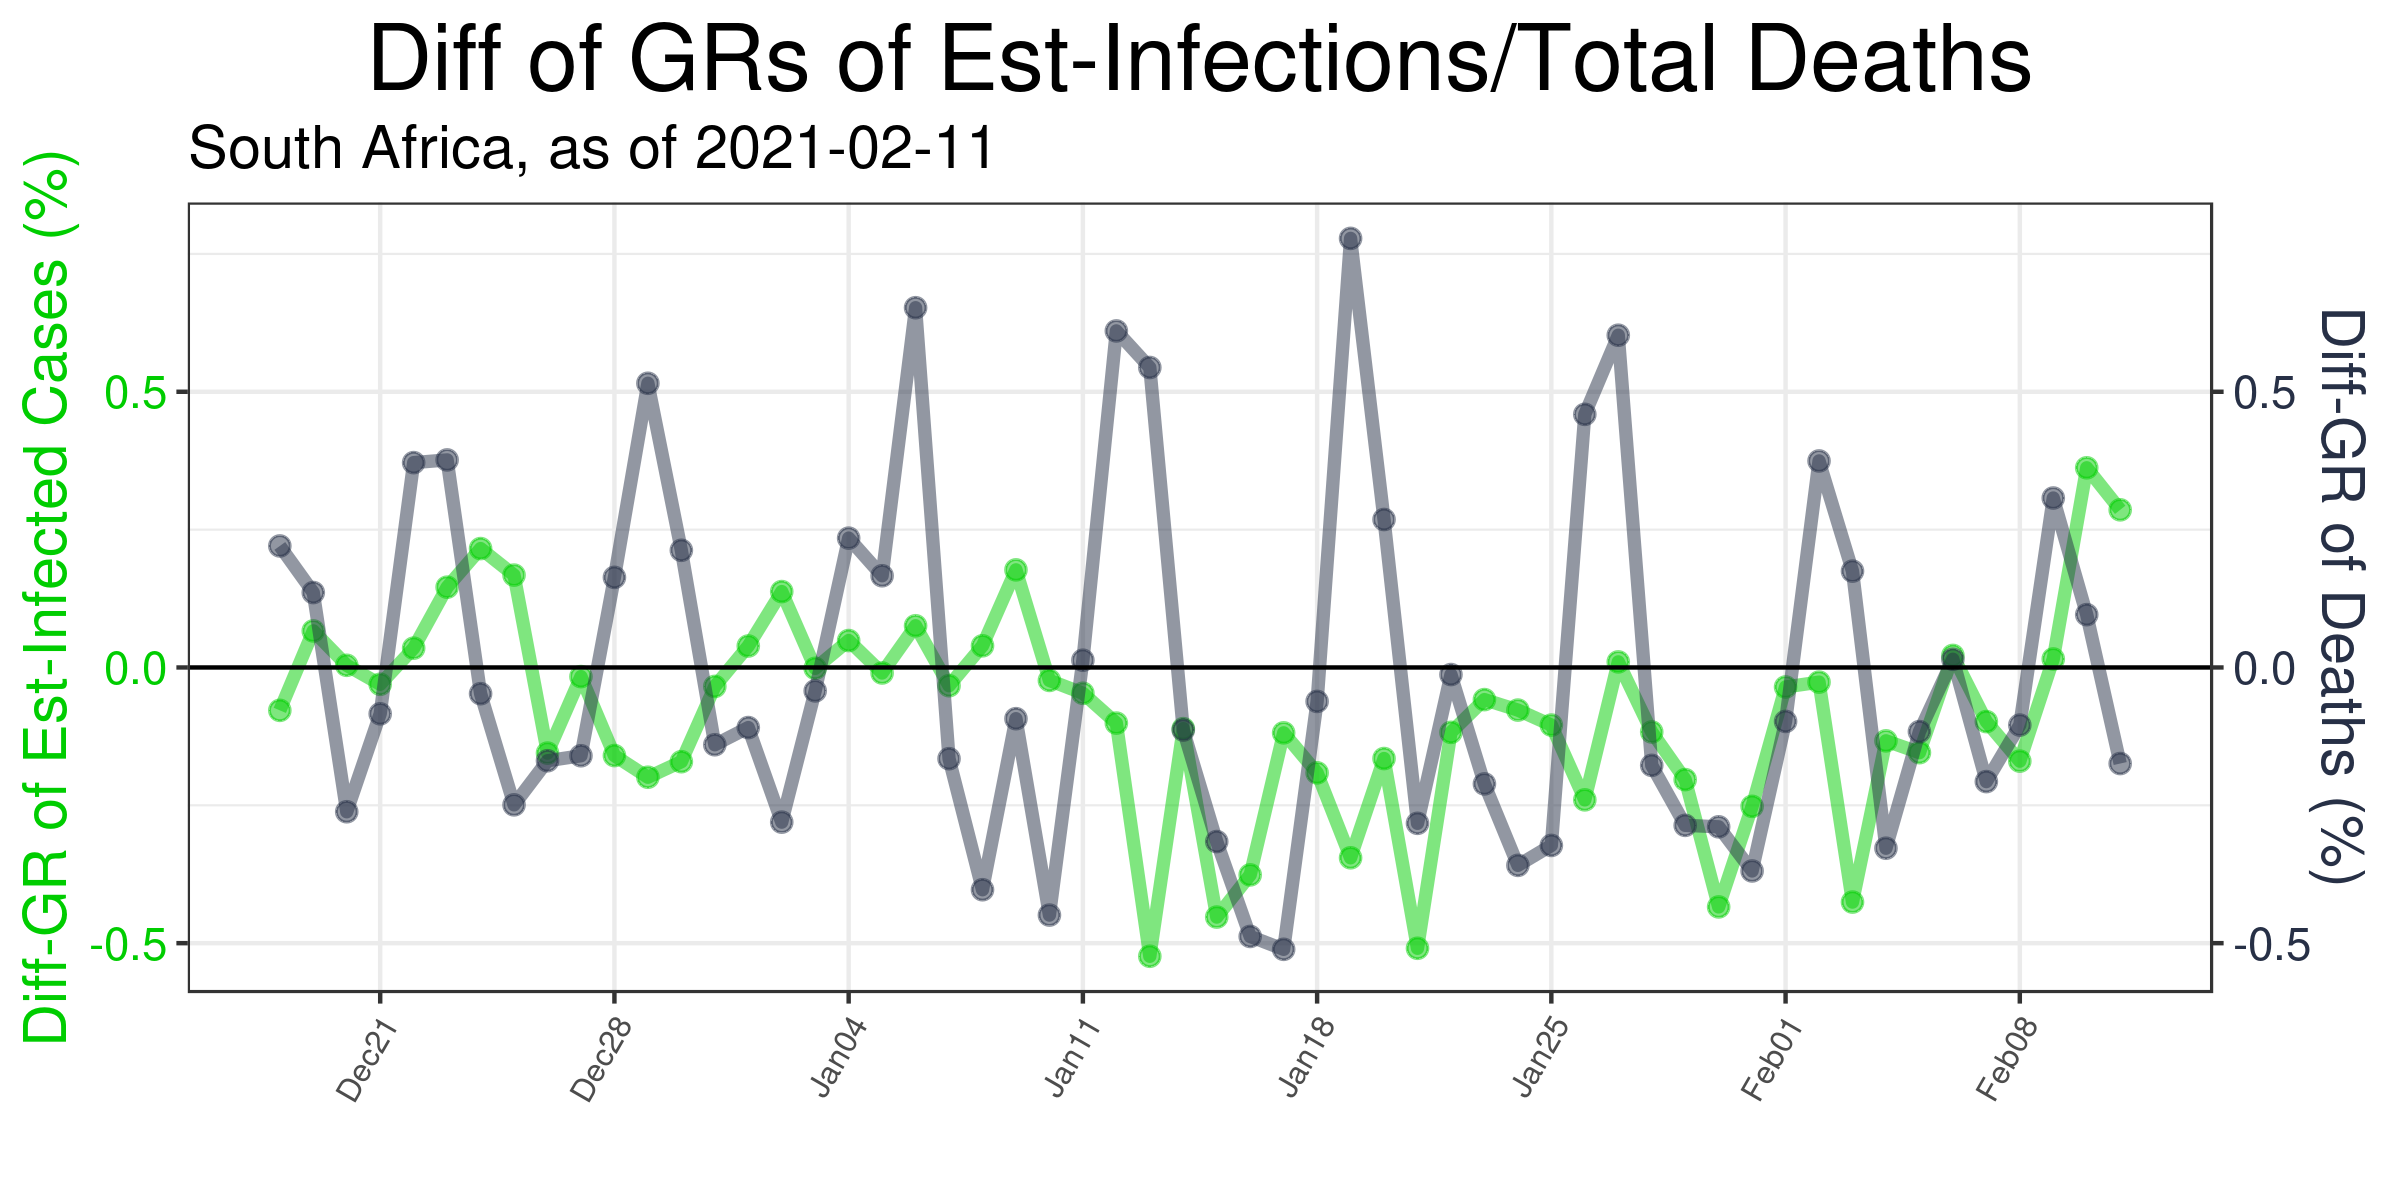 Diff of GRs of Est-Infections/Total Deaths
South Africa, as of 2021-02-11
Diff-GR of Est-Infected Cases (%)
0.5
0.0
-0.5
0.5
0.0
-0.5
Diff-GR of Deaths (%)
Dec21
Dec28
Jan04
Jan11
Jan18
Jan25
Feb01
Feb08